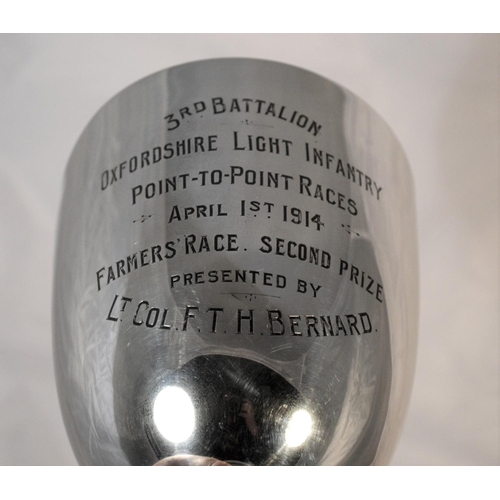 3RD BATTALION
OXFORDSHIRE LIGHT INFANTRY
POINT-TO-POINT RACES
APRIL 1ST 1914
FARMERS' RACE. SECOND PRIZE
PRESENTED BY
LT COL. F. T. H. BERNARD.